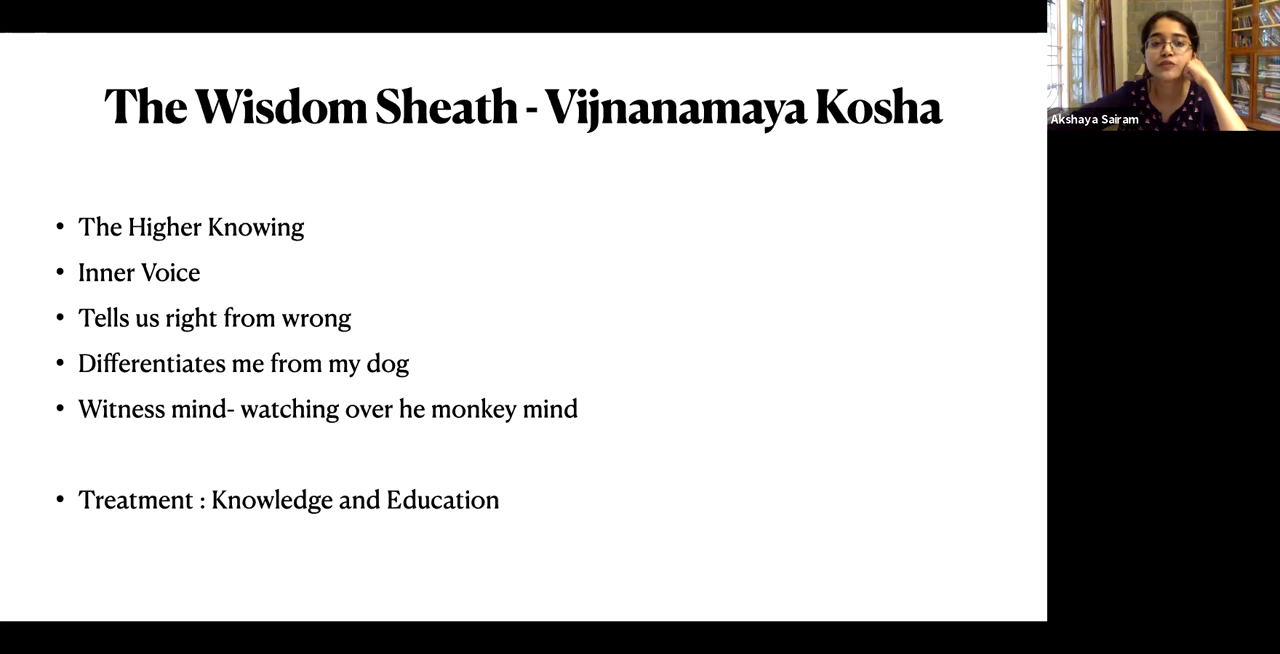 The Wisdom Sheath - Vijnanamaya Kosha
• The Higher Knowing
• Inner Voice
• Tells us right from wrong
• Differentiates me from my dog
• Witness mind- watching over he monkey mind
• Treatment : Knowledge and Education
Akshaya Sairam